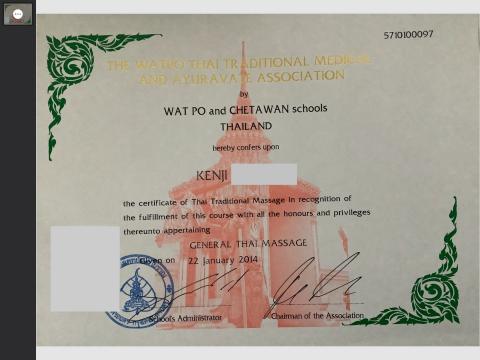 5710100097
THE WATPO THAI TRADITIONAL MEDICAL
AND AYURAVATE ASSOCIATION
by
WAT PO and CHETAWAN schools
THAILAND
hereby confers upon
KENJI
the certificate of Thai Traditional Massage in recognition of
the fulfillment of this course with all the honours and privileges
thereunto appertaining
GENERAL THAI MASSAGE
Given on 22 January 2014
School's Administrator
Chairman of the Association